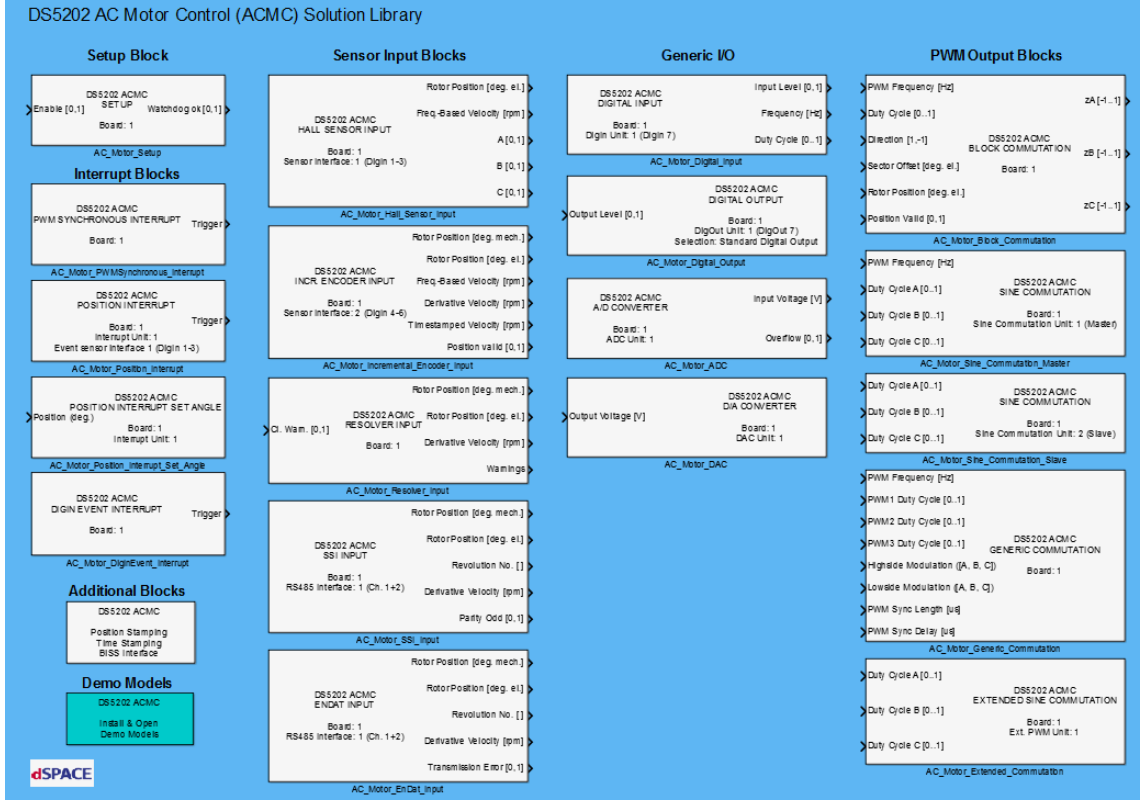 DS5202 AC Motor Control (ACMC) Solution Library
Setup Block
DS5202 ACMC
SETUP
Enable [0,1]
Watchdog ok [0,1]
Board: 1
AC_Motor_Setup
Interrupt Blocks
DS5202 ACMC
PWM SYNCHRONOUS INTERRUPT
Trigger
Board: 1
AC_Motor_PWMSynchronous_Interrupt
DS5202 ACMC
POSITION INTERRUPT
Trigger
Board: 1
Interrupt Unit: 1
Event sensor interface 1 (Digin 1-3)
AC_Motor_Position_Interrupt
DS5202 ACMC
POSITION INTERRUPT SET ANGLE
Position (deg.)
Board: 1
Interrupt Unit: 1
AC_Motor_Position_Interrupt_Set_Angle
DS5202 ACMC
DIGIN EVENT INTERRUPT
Trigger
Board: 1
AC_Motor_DiginEvent_Interrupt
Additional Blocks
DS5202 ACMC
Position Stamping
Time Stamping
BISS Interface
Demo Models
DS5202 ACMC
Install & Open
Demo Models
dSPACE
Sensor Input Blocks
Rotor Position [deg. el.]
Freq.-Based Velocity [rpm]
DS5202 ACMC
HALL SENSOR INPUT
A [0,1]
Board: 1
Sensor Interface: 1 (Digin 1-3)
B [0,1]
C [0,1]
AC_Motor_Hall_Sensor_Input
Rotor Position [deg. mech.]
Rotor Position [deg. el.]
DS5202 ACMC
INCR. ENCODER INPUT
Freq.-Based Velocity [rpm]
Board: 1
Sensor Interface: 2 (Digin 4-6)
Derivative Velocity [rpm]
Timestamped Velocity [rpm]
Position valid [0,1]
AC_Motor_Incremental_Encoder_Input
Rotor Position [deg. mech.]
DS5202 ACMC
RESOLVER INPUT
Rotor Position [deg. el.]
Cl. Warn. [0,1]
Board: 1
Derivative Velocity [rpm]
Warnings
AC_Motor_Resolver_Input
Rotor Position [deg. mech.]
Rotor Position [deg. el.]
DS5202 ACMC
SSI INPUT
Revolution No. [ ]
Board: 1
RS485 Interface: 1 (Ch. 1+2)
Derivative Velocity [rpm]
Parity Odd [0,1]
AC_Motor_SSI_Input
Rotor Position [deg. mech.]
Rotor Position [deg. el.]
DS5202 ACMC
ENDAT INPUT
Revolution No. [ ]
Board: 1
RS485 Interface: 1 (Ch. 1+2)
Derivative Velocity [rpm]
Transmission Error [0,1]
AC_Motor_EnDat_Input
Generic I/O
DS5202 ACMC
DIGITAL INPUT
Input Level [0,1]
Frequency [Hz]
Board: 1
Digin Unit: 1 (Digin 7)
Duty Cycle [0..1]
AC_Motor_Digital_Input
DS5202 ACMC
DIGITAL OUTPUT
Output Level [0,1]
Board: 1
DigOut Unit: 1 (DigOut 7)
Selection: Standard Digital Output
AC_Motor_Digital_Output
DS5202 ACMC
A/D CONVERTER
Input Voltage [V]
Board: 1
ADC Unit: 1
Overflow [0,1]
AC_Motor_ADC
DS5202 ACMC
D/A CONVERTER
Output Voltage [V]
Board: 1
DAC Unit: 1
AC_Motor_DAC
PWM Output Blocks
PWM Frequency [Hz]
zA [-1..1]
Duty Cycle [0..1]
Direction [1,-1]
DS5202 ACMC
BLOCK COMMUTATION
zB [-1..1]
Sector Offset [deg. el.]
Board: 1
Rotor Position [deg. el.]
zC [-1..1]
Position Valid [0,1]
AC_Motor_Block_Commutation
PWM Frequency [Hz]
Duty Cycle A [0..1]
DS5202 ACMC
SINE COMMUTATION
Duty Cycle B [0..1]
Board: 1
Sine Commutation Unit: 1 (Master)
Duty Cycle C [0..1]
AC_Motor_Sine_Commutation_Master
Duty Cycle A [0..1]
DS5202 ACMC
SINE COMMUTATION
Duty Cycle B [0..1]
Board: 1
Sine Commutation Unit: 2 (Slave)
Duty Cycle C [0..1]
AC_Motor_Sine_Commutation_Slave
PWM Frequency [Hz]
PWM1 Duty Cycle [0..1]
PWM2 Duty Cycle [0..1]
PWM3 Duty Cycle [0..1]
DS5202 ACMC
GENERIC COMMUTATION
Highside Modulation ([A, B, C])
Board: 1
Lowside Modulation ([A, B, C])
PWM Sync Length [us]
PWM Sync Delay [us]
AC_Motor_Generic_Commutation
Duty Cycle A [0..1]
DS5202 ACMC
EXTENDED SINE COMMUTATION
Duty Cycle B [0..1]
Board: 1
Ext. PWM Unit: 1
Duty Cycle C [0..1]
AC_Motor_Extended_Commutation